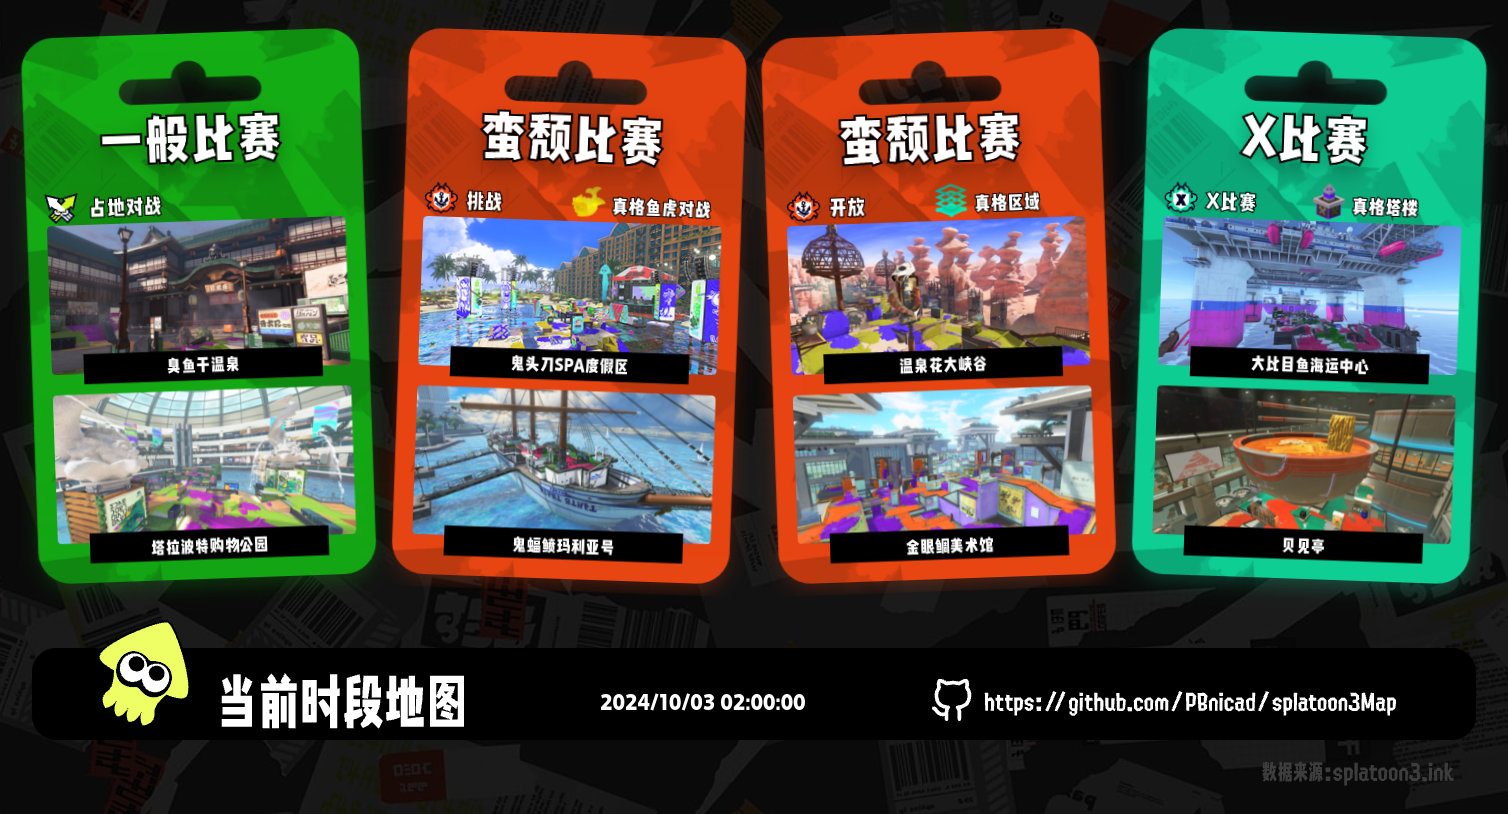 一般比赛
占地对战
臭鱼干温泉
塔拉波特购物公园
蛮颓比赛
挑战
真格鱼虎对战
鬼头刀SPA度假区
鬼蝠鲼玛利亚号
蛮颓比赛
开放
真格区域
温泉花大峡谷
金眼鲷美术馆
X比赛
X比赛
真格塔楼
大比目鱼海运中心
贝见亭
当前时段地图
2024/10/03 02:00:00
https://github.com/PBnicad/splatoon3Map
数据来源:splatoon3.ink